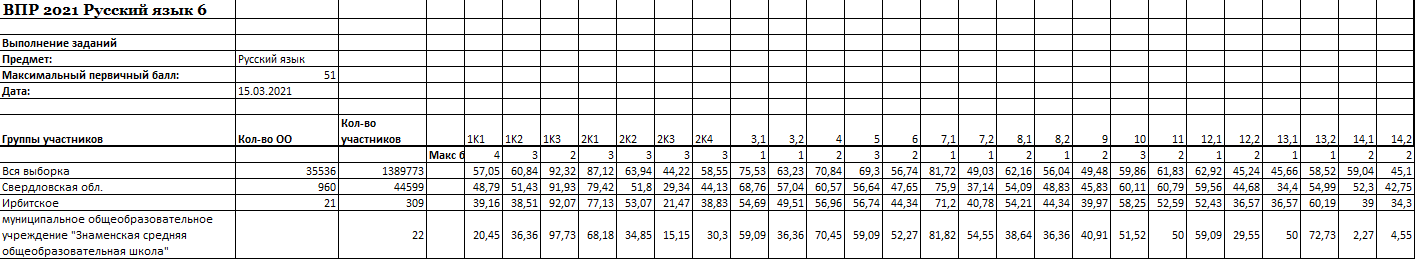 ВПР 2021 Русский язык 6
Выполнение заданий
Предмет: Русский язык
Максимальный первичный балл: 51
Дата: 15.03.2021
Группы участников Кол-во ОО Кол-во участников 1K1 1K2 1K3 2K1 2K2 2K3 2K4 3,1 3,2 4 5 6 7,1 7,2 8,1 8,2 9 10 11 12,1 12,2 13,1 13,2 14,1 14,2
Макс б 4 3 2 3 3 3 3 1 1 2 3 2 1 1 2 1 2 3 2 1 2 1 1 2 2
Вся выборка 35536 1389773 57,05 60,84 92,32 87,12 63,94 44,22 58,55 75,53 63,23 70,84 69,3 56,74 81,72 49,03 62,16 56,04 49,48 59,86 61,83 62,92 45,24 45,66 58,52 59,04 45,1
Свердловская обл. 960 44599 48,79 51,43 91,93 79,42 51,8 29,34 44,13 68,76 57,04 60,57 56,64 47,65 75,9 37,14 54,09 48,83 45,83 60,11 60,79 59,56 44,68 34,4 54,99 52,3 42,75
Ирбитское 21 309 39,16 38,51 92,07 77,13 53,07 21,47 38,83 54,69 49,51 56,96 56,74 44,34 71,2 40,78 54,21 44,34 39,97 58,25 52,59 52,43 36,57 36,57 60,19 39 34,3
муниципальное общеобразовательное
учреждение "Знаменская средняя
общеобразовательная школа" 22 20,45 36,36 97,73 68,18 34,85 15,15 30,3 59,09 36,36 70,45 59,09 52,27 81,82 54,55 38,64 36,36 40,91 51,52 50 59,09 29,55 50 72,73 2,27 4,55